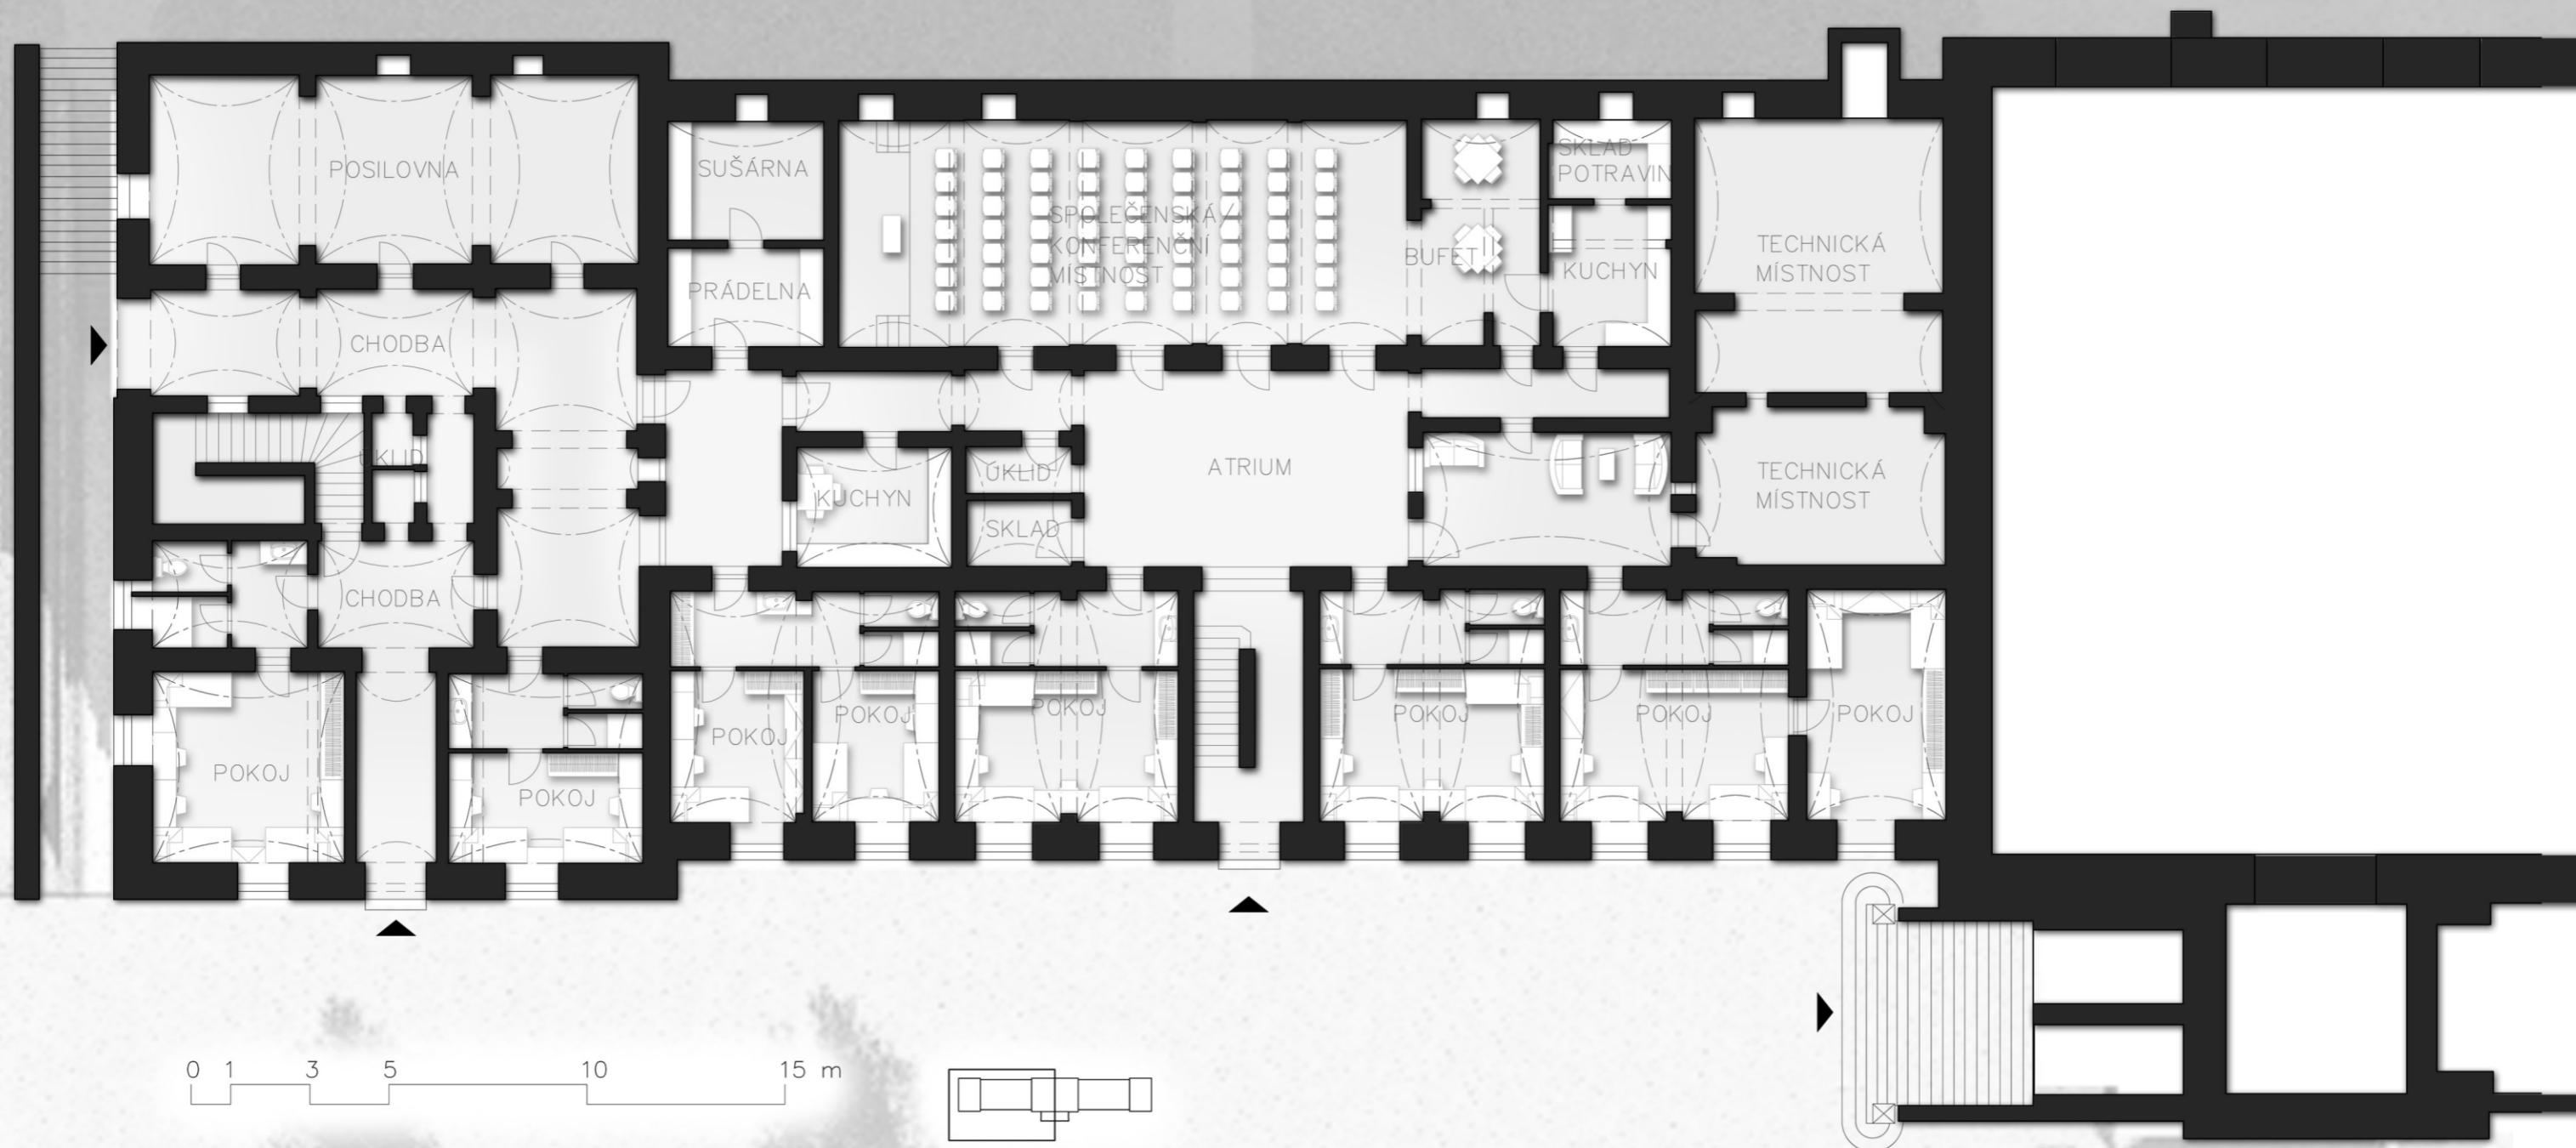 POSILOVNA
SUŠÁRNA
SKLAD
POTRAVIN
SPOLEČENSKÁ/
KONFERENČNÍ
MÍSTNOST
BUFET
KUCHYN
TECHNICKÁ
MÍSTNOST
PRÁDELNA
CHODBA
ÚKLID
KUCHYN
ÚKLID
SKLAD
ATRIUM
TECHNICKÁ
MÍSTNOST
CHODBA
POKOJ
POKOJ
POKOJ
POKOJ
POKOJ
POKOJ
POKOJ
POKOJ
0 1 3 5 10 15 m